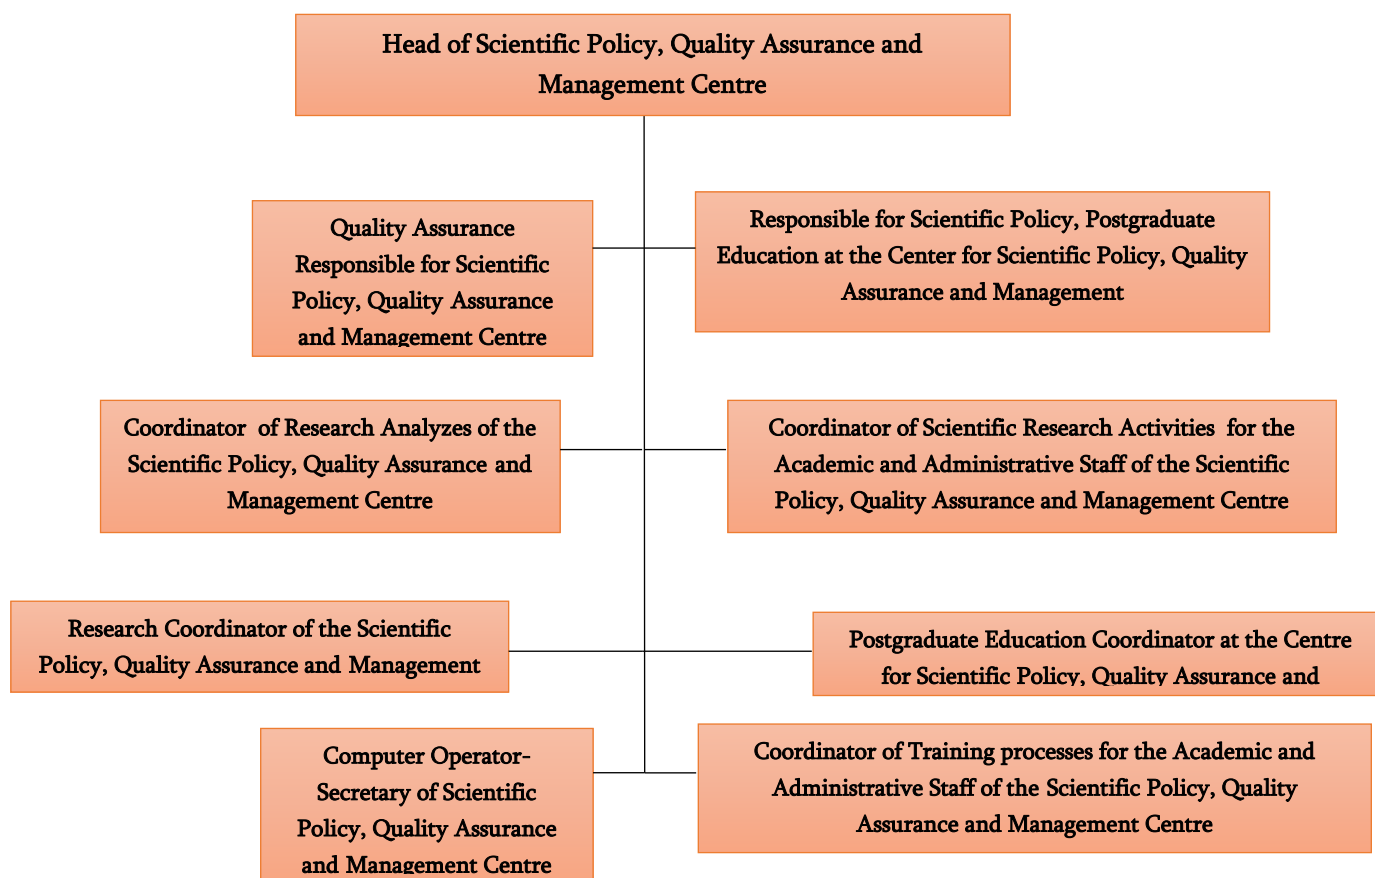 Head of Scientific Policy, Quality Assurance and
Management Centre
Quality Assurance
Responsible for Scientific
Policy, Quality Assurance
and Management Centre
Responsible for Scientific Policy, Postgraduate
Education at the Center for Scientific Policy, Quality
Assurance and Management
Coordinator of Research Analyzes of the
Scientific Policy, Quality Assurance and
Management Centre
Coordinator of Scientific Research Activities for the
Academic and Administrative Staff of the Scientific
Policy, Quality Assurance and Management Centre
Research Coordinator of the Scientific
Policy, Quality Assurance and Management
Postgraduate Education Coordinator at the Centre
for Scientific Policy, Quality Assurance and
Computer Operator-
Secretary of Scientific
Policy, Quality Assurance
and Management Centre
Coordinator of Training processes for the Academic and
Administrative Staff of the Scientific Policy, Quality
Assurance and Management Centre